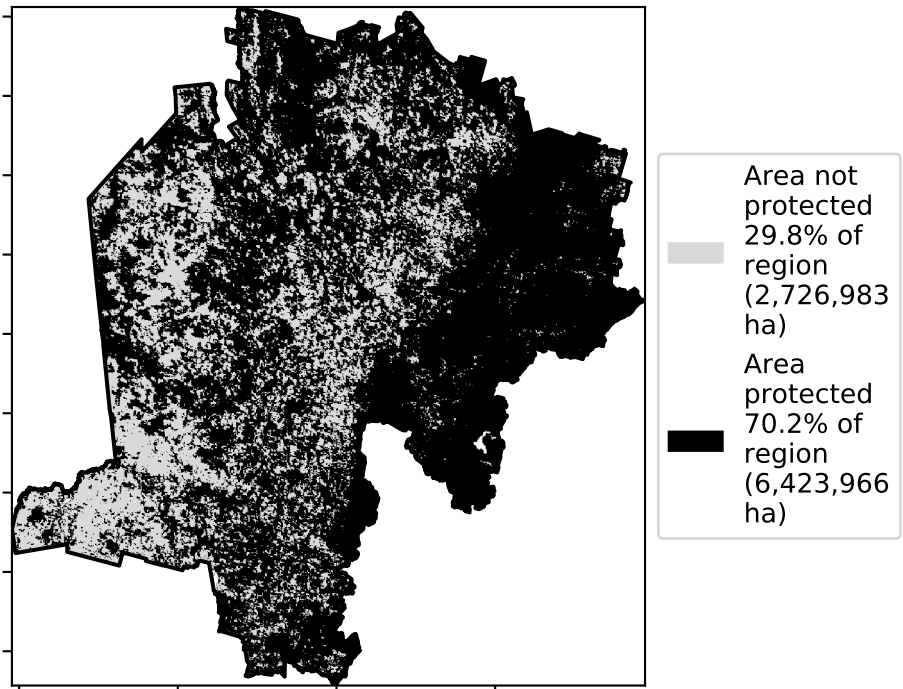 Area not
protected
29.8% of
region
(2,726,983
ha)
Area
protected
70.2% of
region
(6,423,966
ha)